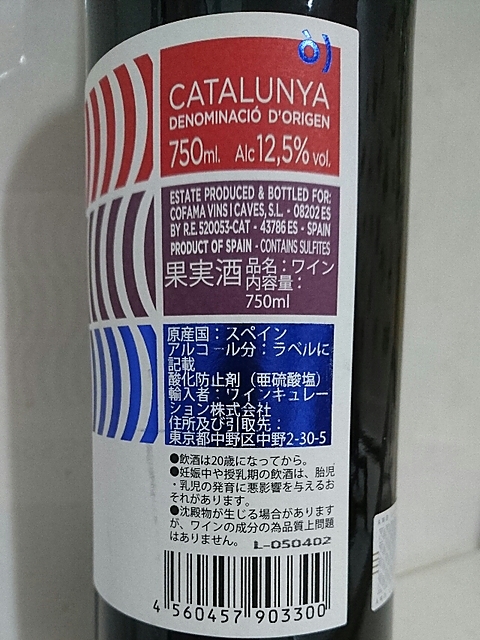 CATALUNYA
DENOMINACIÓ D'ORIGEN
750ml. Alc 12,5% vol.
ESTATE PRODUCED & BOTTLED FOR:
COFAMA VINS I CAVES, S.L. - 08202 ES
BY R.E. 520053-CAT - 43786 ES - SPAIN
PRODUCT OF SPAIN - CONTAINS SULFITES
果実酒 品名:ワイン
内容量:
750ml
原産国:スペイン
アルコール分:ラベルに
記載
酸化防止剤(亜硫酸塩)
輸入者:ワインキュレー
ション株式会社
住所及び引取先:
東京都中野区中野2-30-5
●飲酒は20歳になってから。
●妊娠中や授乳期の飲酒は、胎児
・乳児の発育に悪影響を与えるお
それがあります。
●沈殿物が生じる場合があります
が、ワインの成分の為品質上問題
はありません。 L-050402
4 560457 903300